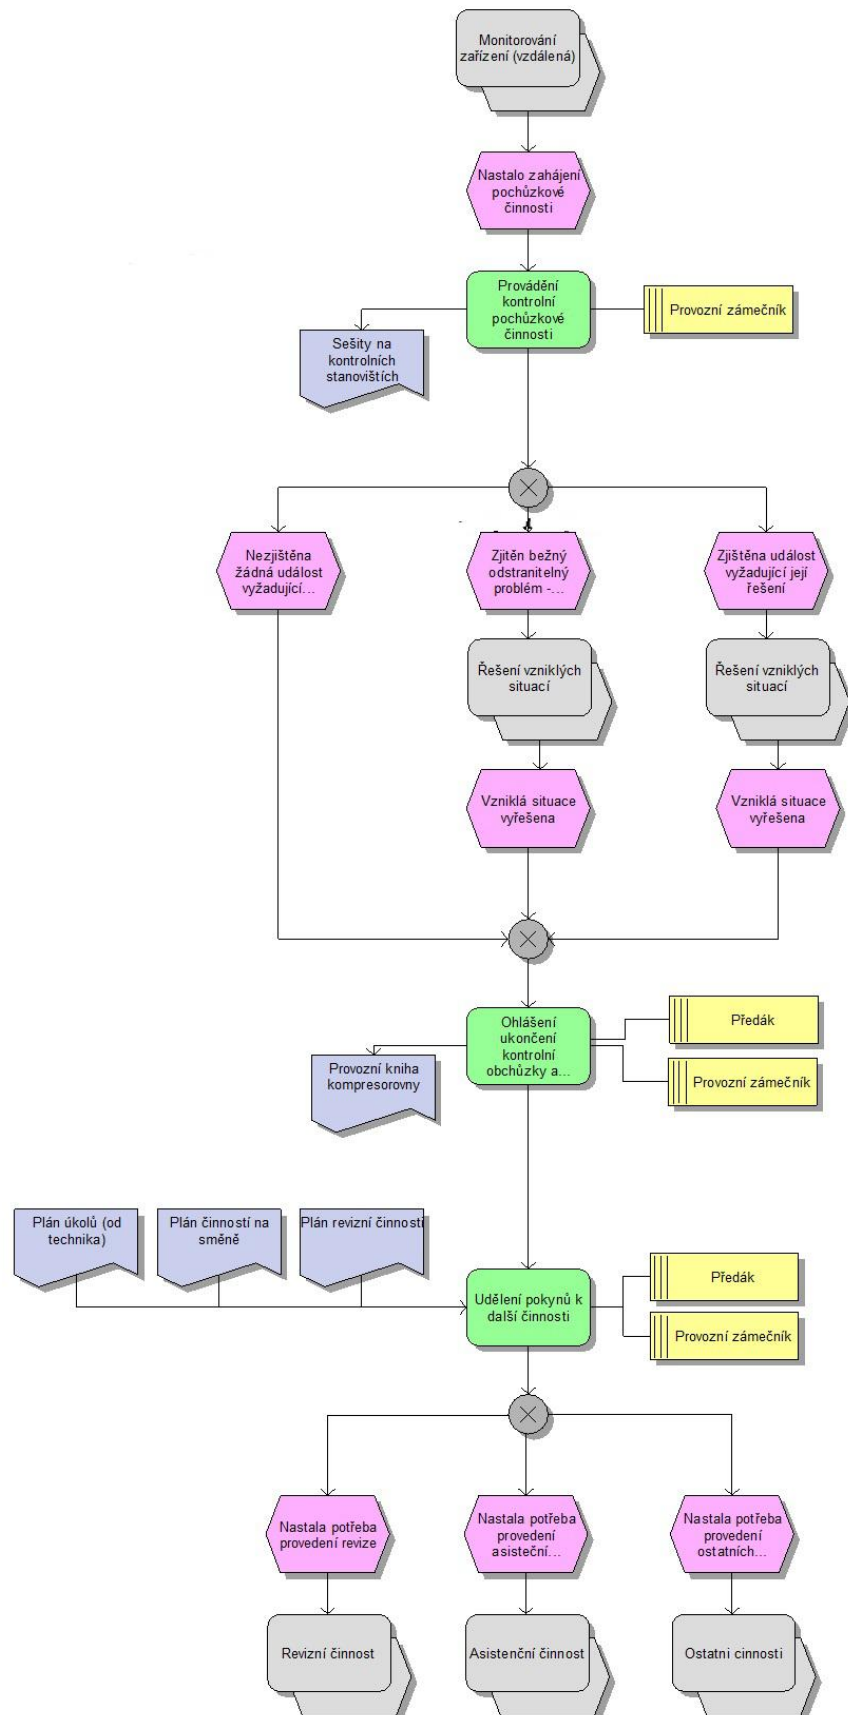 Monitorování
zařízení (vzdálená)
Nastalo zahájení
pochůzkové
činnosti
Provádění
kontrolní
pochůzkové
činnosti
Provozní zámečník
Sešity na
kontrolních
stanovištích
Nezjištěna
žádná událost
vyžadující...
Zjitěn bežný
odstranitelný
problém -...
Zjištěna událost
vyžadující její
řešení
Řešení vzniklých
situací
Řešení vzniklých
situací
Vzniklá situace
vyřešena
Vzniklá situace
vyřešena
Ohlášení
ukončení
kontrolní
obchůzky a...
Předák
Provozní zámečník
Provozní kniha
kompresorovny
Plán úkolů (od
technika)
Plán činností na
směně
Plán revizní činností
Udělení pokynů k
další činnosti
Předák
Provozní zámečník
Nastala potřeba
provedení revize
Nastala potřeba
provedení
asisteční...
Nastala potřeba
provedení
ostatních...
Revizní činnost
Asistenční činnost
Ostatni cinnosti